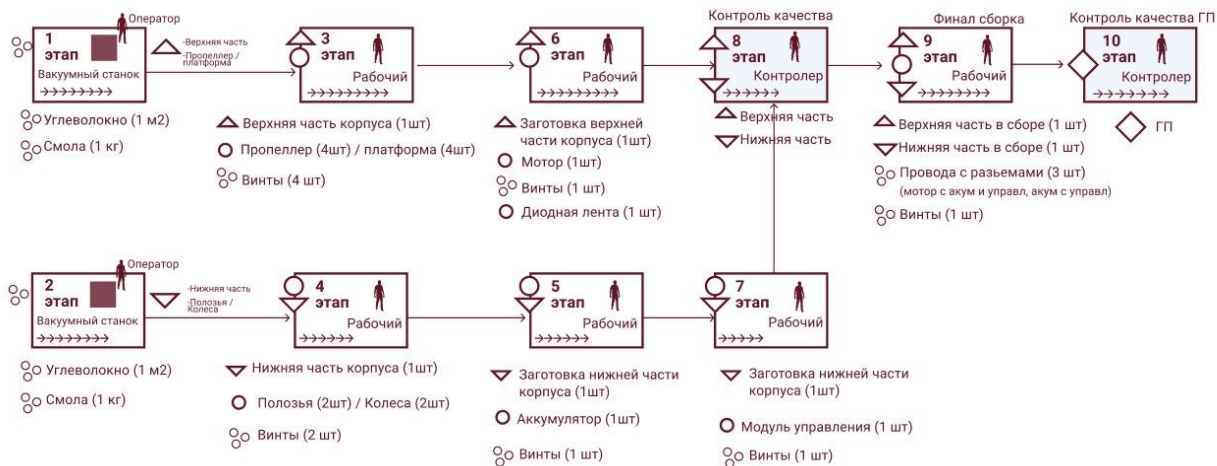 Оператор
1
этап
Вакуумный станок
-Верхняя часть
-Пропеллер /
платформа
Углеволокно (1 м2)
Смола (1 кг)
3
этап
Рабочий
Верхняя часть корпуса (1шт)
Пропеллер (4шт) / платформа (4шт)
Винты (4 шт)
6
этап
Рабочий
Заготовка верхней
части корпуса (1шт)
Мотор (1шт)
Винты (1 шт)
Диодная лента (1 шт)
Контроль качества
8
этап
Контролер
Верхняя часть
Нижняя часть
Финал сборка
9
этап
Рабочий
Верхняя часть в сборе (1 шт)
Нижняя часть в сборе (1 шт)
Провода с разьемами (3 шт)
(мотор с акум и управл, акум с управл)
Винты (1 шт)
Контроль качества ГП
10
этап
Контролер
ГП
Оператор
2
этап
Вакуумный станок
-Нижняя часть
-Полозья /
Колеса
Углеволокно (1 м2)
Смола (1 кг)
4
этап
Рабочий
Нижняя часть корпуса (1шт)
Полозья (2шт) / Колеса (2шт)
Винты (2 шт)
5
этап
Рабочий
Заготовка нижней части
корпуса (1шт)
Аккумулятор (1шт)
Винты (1 шт)
7
этап
Рабочий
Заготовка нижней части
корпуса (1шт)
Модуль управления (1 шт)
Винты (1 шт)